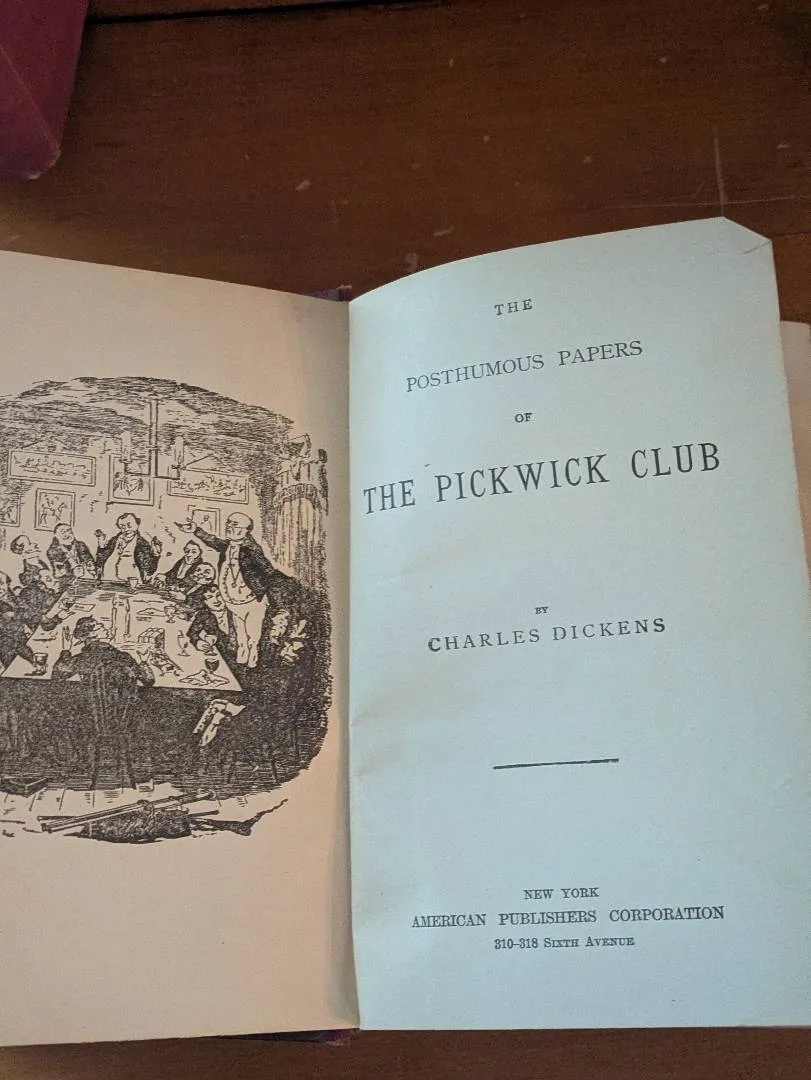 THE
POSTHUMOUS PAPERS
OF
THE PICKWICK CLUB
BY
CHARLES DICKENS
NEW YORK
AMERICAN PUBLISHERS CORPORATION
310–318 SIXTH AVENUE